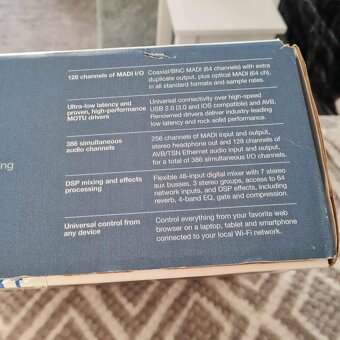 128 channels of MADI I/O
Coaxial/BNC MADI (64 channels) with extra
duplicate output, plus optical MADI (64 ch),
in all standard formats and sample rates.
Ultra-low latency and
proven, high-performance
MOTU drivers
Universal connectivity over high-speed
USB 2.0 (3.0 and iOS compatible) and AVB.
Renowned drivers deliver industry-leading
low latency and rock solid performance.
386 simultaneous
audio channels
256 channels of MADI input and output,
stereo headphone out and 128 channels of
AVB/TSN Ethernet audio input and output
for a total of 386 simultaneous I/O channels.
ing
DSP mixing and effects
processing
Flexible 48-input digital mixer with 7 stereo
aux busses, 3 stereo groups, access to 64
network inputs, and DSP effects, including
reverb, 4-band EQ, gate and compression.
Universal control from
any device
Control everything from your favorite web
browser on a laptop, tablet and smartphone
connected to your local Wi-Fi network.